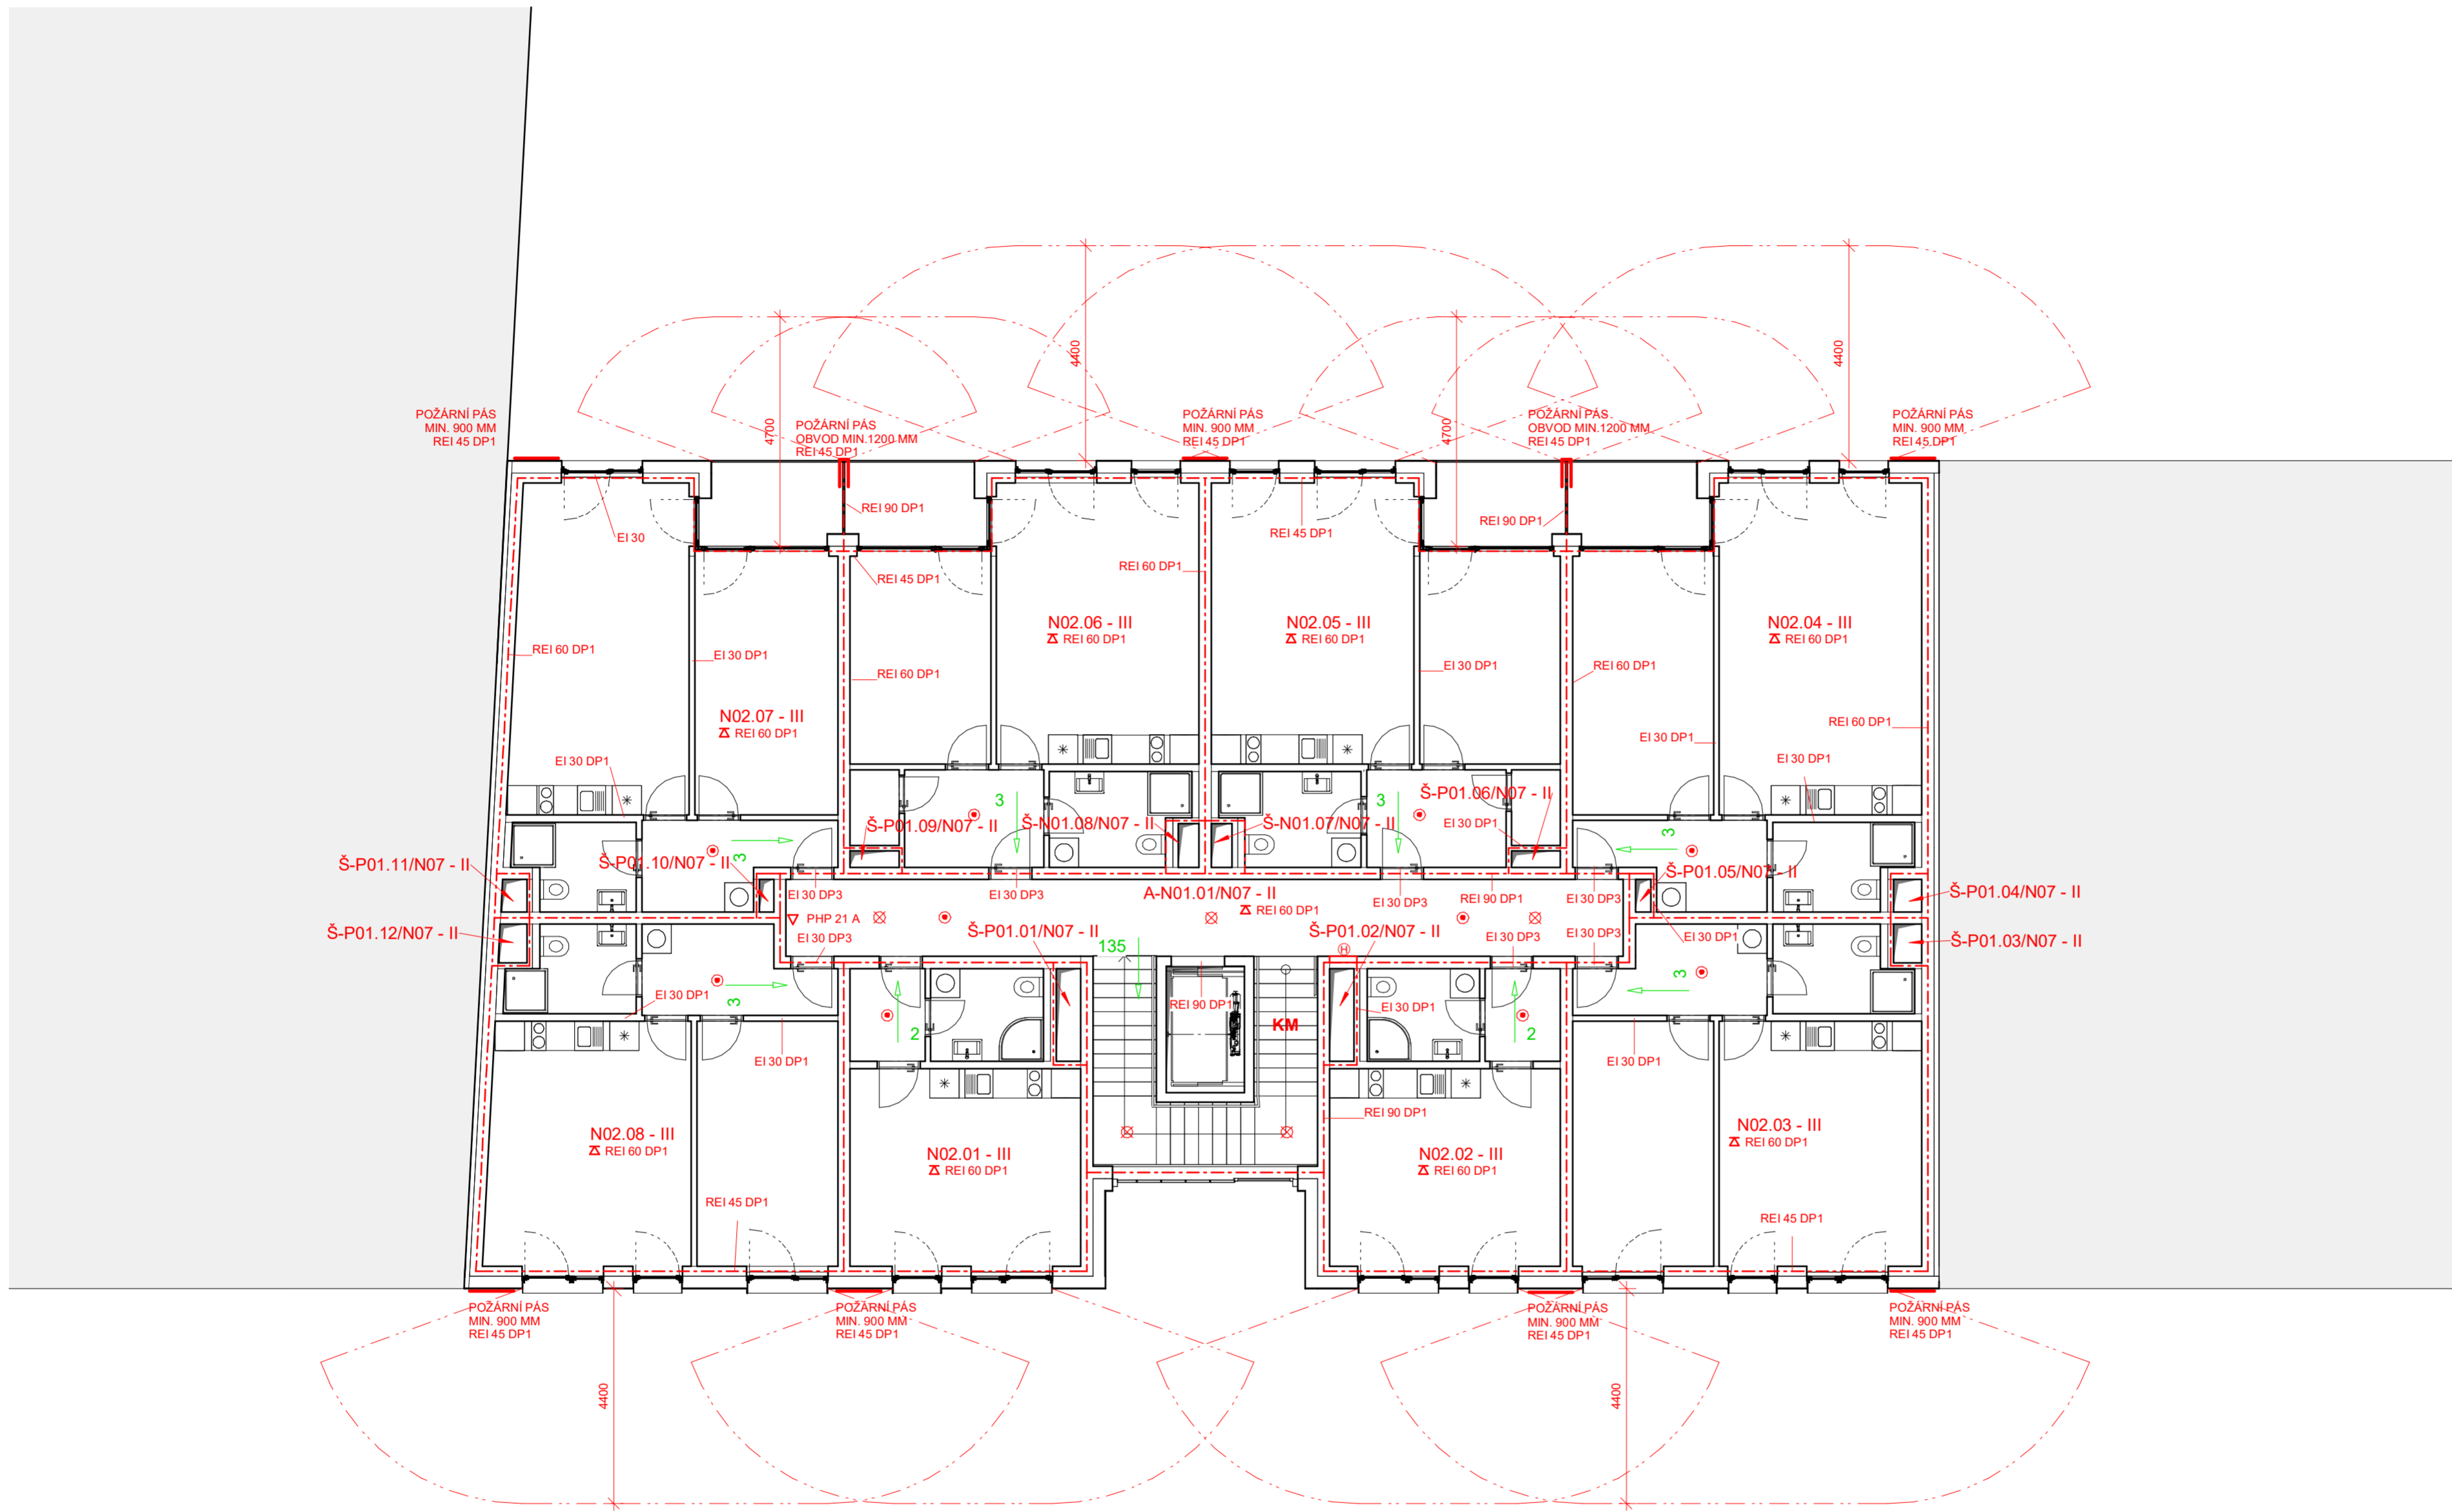 4400
4400
4700
4700
POŽÁRNÍ PÁS
MIN. 900 MM
REI 45 DP1
POŽÁRNÍ PÁS
OBVOD MIN.1200 MM
REI 45 DP1
POŽÁRNÍ PÁS
MIN. 900 MM
REI 45 DP1
POŽÁRNÍ PÁS
OBVOD MIN.1200 MM
REI 45 DP1
POŽÁRNÍ PÁS
MIN. 900 MM
REI 45 DP1
EI 30
REI 90 DP1
REI 45 DP1
REI 90 DP1
REI 45 DP1
REI 60 DP1
N02.06 - III
REI 60 DP1
N02.05 - III
REI 60 DP1
N02.04 - III
REI 60 DP1
REI 60 DP1
EI 30 DP1
REI 60 DP1
EI 30 DP1
REI 60 DP1
N02.07 - III
REI 60 DP1
REI 60 DP1
EI 30 DP1
EI 30 DP1
EI 30 DP1
3
3
Š-P01.06/N07 - II
Š-P01.09/N07 - II
Š-N01.08/N07 - II
Š-N01.07/N07 - II
EI 30 DP1
3
3
Š-P01.11/N07 - II
Š-P01.10/N07 - II
Š-P01.05/N07 - II
Š-P01.04/N07 - II
EI 30 DP3
EI 30 DP3
A-N01.01/N07 - II
REI 60 DP1
EI 30 DP3
REI 90 DP1
EI 30 DP3
PHP 21 A
Š-P01.12/N07 - II
EI 30 DP3
Š-P01.01/N07 - II
135
Š-P01.02/N07 - II
H
EI 30 DP3
EI 30 DP3
EI 30 DP1
Š-P01.03/N07 - II
3
3
EI 30 DP1
REI 90 DP1
EI 30 DP1
KM
2
2
EI 30 DP1
EI 30 DP1
REI 90 DP1
N02.08 - III
REI 60 DP1
N02.01 - III
REI 60 DP1
N02.02 - III
REI 60 DP1
N02.03 - III
REI 60 DP1
REI 45 DP1
REI 45 DP1
POŽÁRNÍ PÁS
MIN. 900 MM
REI 45 DP1
POŽÁRNÍ PÁS
MIN. 900 MM
REI 45 DP1
POŽÁRNÍ PÁS
MIN. 900 MM
REI 45 DP1
POŽÁRNÍ PÁS
MIN. 900 MM
REI 45 DP1
4400
4400